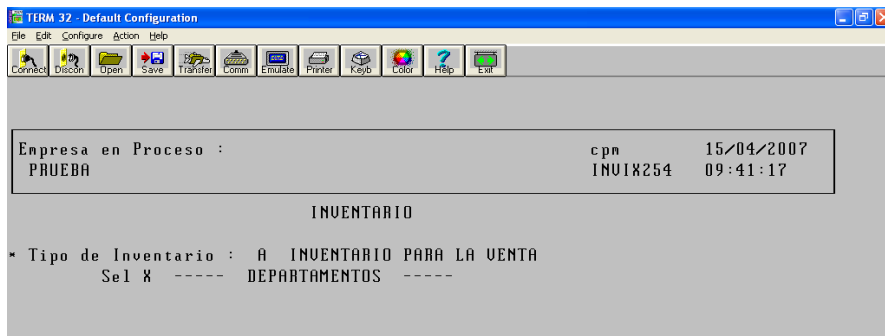 TERM 32 - Default Configuration
File Edit Configure Action Help
Connect Discon Open Save Transfer Comm Emulate Printer Keyb Color Help Exit
Empresa en Proceso : cpm 15/04/2007
PRUEBA INVIX254 09:41:17
INVENTARIO
* Tipo de Inventario : A INVENTARIO PARA LA VENTA
Sel X ----- DEPARTAMENTOS -----